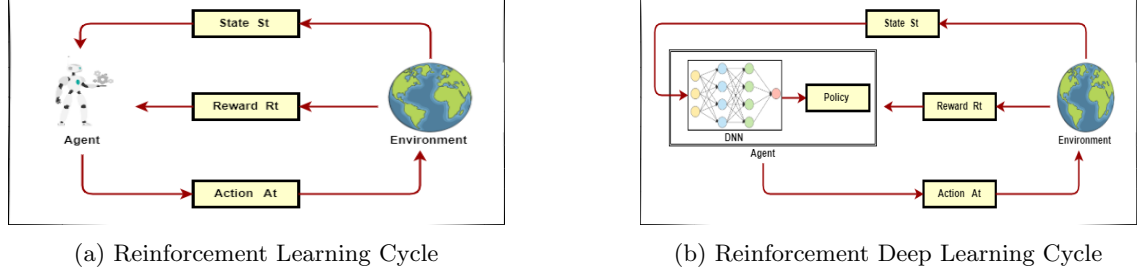 State St
Reward Rt
Agent
Environment
Action At
(a) Reinforcement Learning Cycle
State St
Policy
DNN
Agent
Reward Rt
Environment
Action At
(b) Reinforcement Deep Learning Cycle